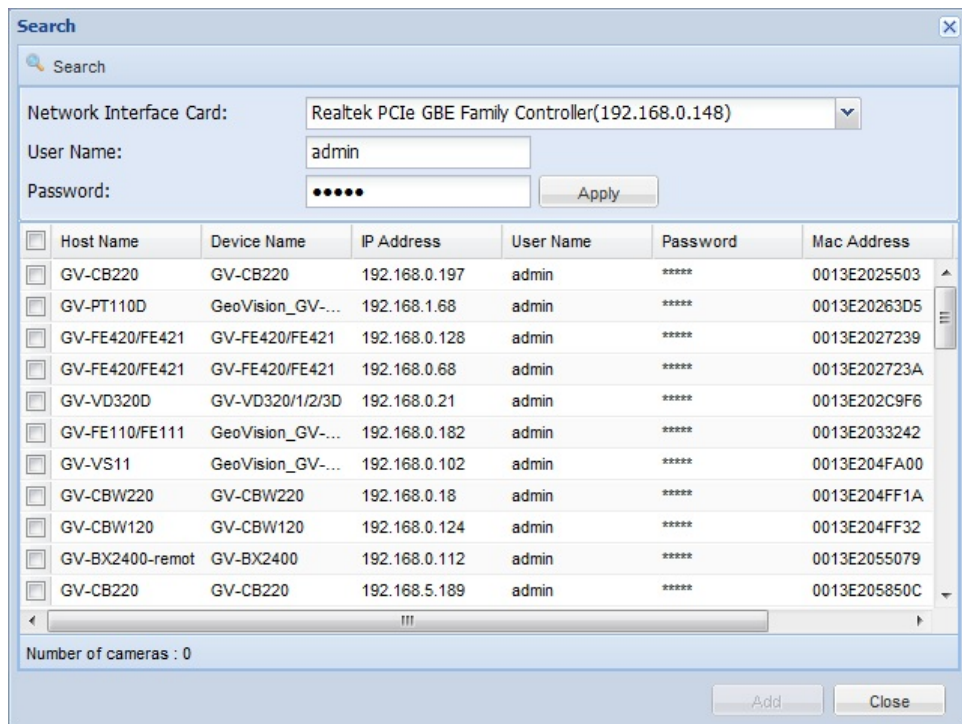 Search
Search
Network Interface Card: Realtek PCIe GBE Family Controller(192.168.0.148)
User Name: admin
Password: ●●●●● Apply
Host Name Device Name IP Address User Name Password Mac Address
GV-CB220 GV-CB220 192.168.0.197 admin ***** 0013E2025503
GV-PT110D GeoVision_GV-... 192.168.1.68 admin ***** 0013E20263D5
GV-FE420/FE421 GV-FE420/FE421 192.168.0.128 admin ***** 0013E2027239
GV-FE420/FE421 GV-FE420/FE421 192.168.0.68 admin ***** 0013E202723A
GV-VD320D GV-VD320/1/2/3D 192.168.0.21 admin ***** 0013E202C9F6
GV-FE110/FE111 GeoVision_GV-... 192.168.0.182 admin ***** 0013E2033242
GV-VS11 GeoVision_GV-... 192.168.0.102 admin ***** 0013E204FA00
GV-CBW220 GV-CBW220 192.168.0.18 admin ***** 0013E204FF1A
GV-CBW120 GV-CBW120 192.168.0.124 admin ***** 0013E204FF32
GV-BX2400-remot GV-BX2400 192.168.0.112 admin ***** 0013E2055079
GV-CB220 GV-CB220 192.168.5.189 admin ***** 0013E205850C
Number of cameras : 0
Add Close